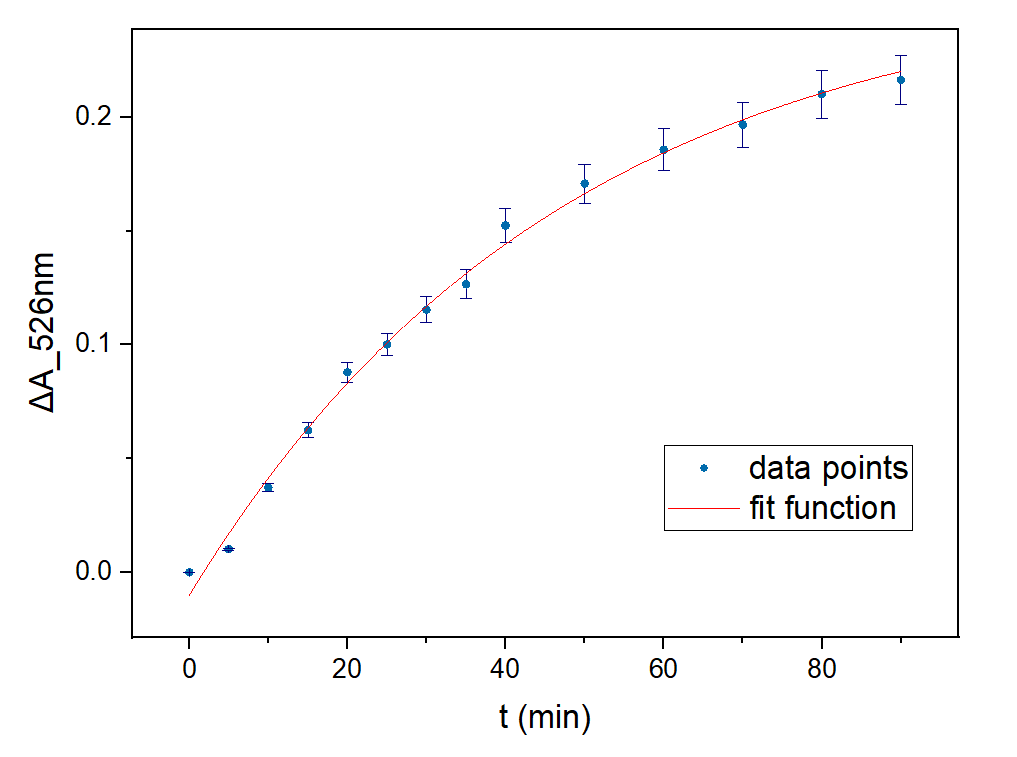 0.2
0.1
0.0
ΔA_526nm
data points
fit function
0 20 40 60 80
t (min)